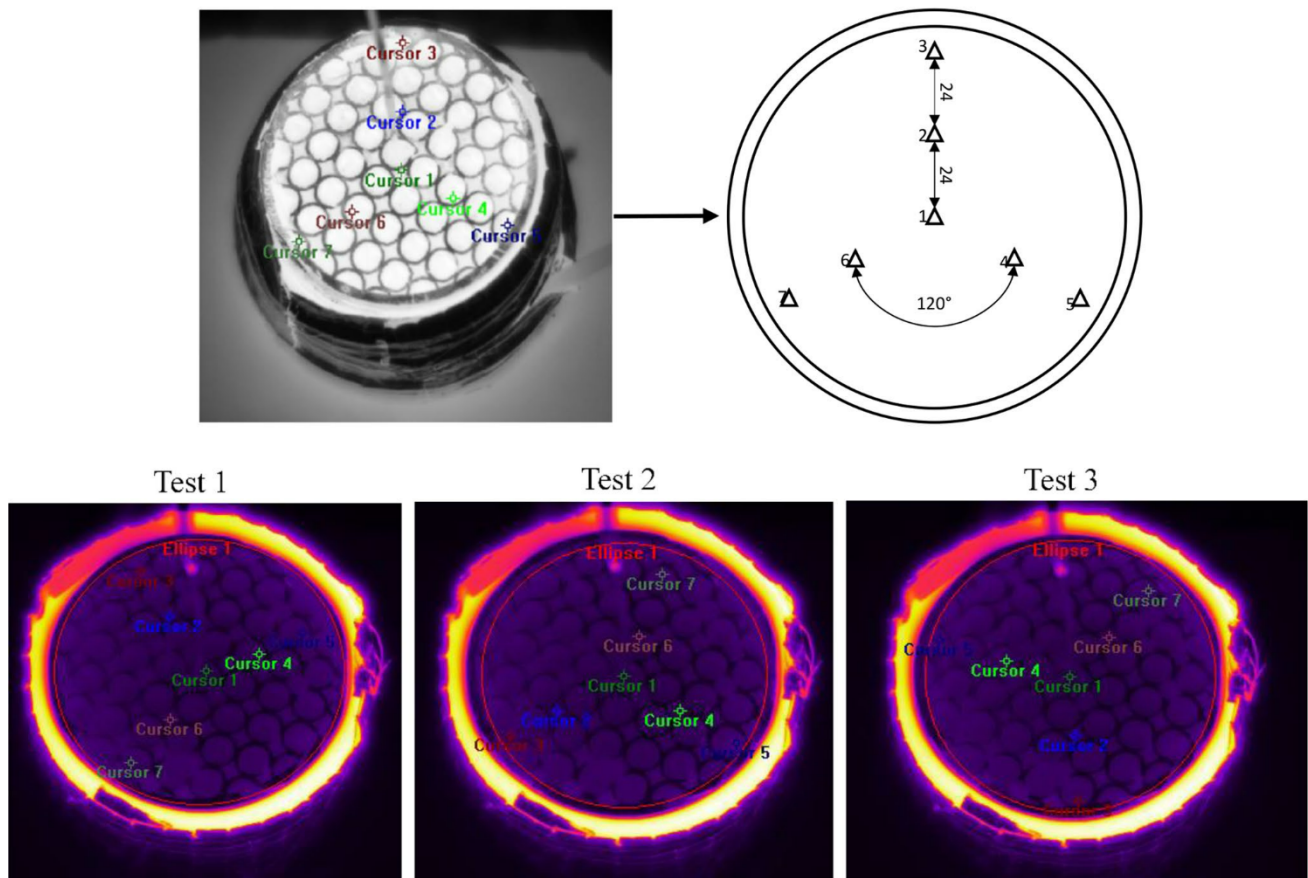 Cursor 3
Cursor 2
Cursor 1
Cursor 4
Cursor 6
Cursor 5
Cursor 7
3
24
2
24
1
6
4
120°
7
5
Test 1
Test 2
Test 3
Ellipse 1
Cursor 3
Cursor 2
Cursor 5
Cursor 4
Cursor 1
Cursor 6
Cursor 7
Ellipse 1
Cursor 7
Cursor 6
Cursor 1
Cursor 2
Cursor 4
Cursor 3
Cursor 5
Ellipse 1
Cursor 7
Cursor 5
Cursor 6
Cursor 4
Cursor 1
Cursor 2
Cursor 3